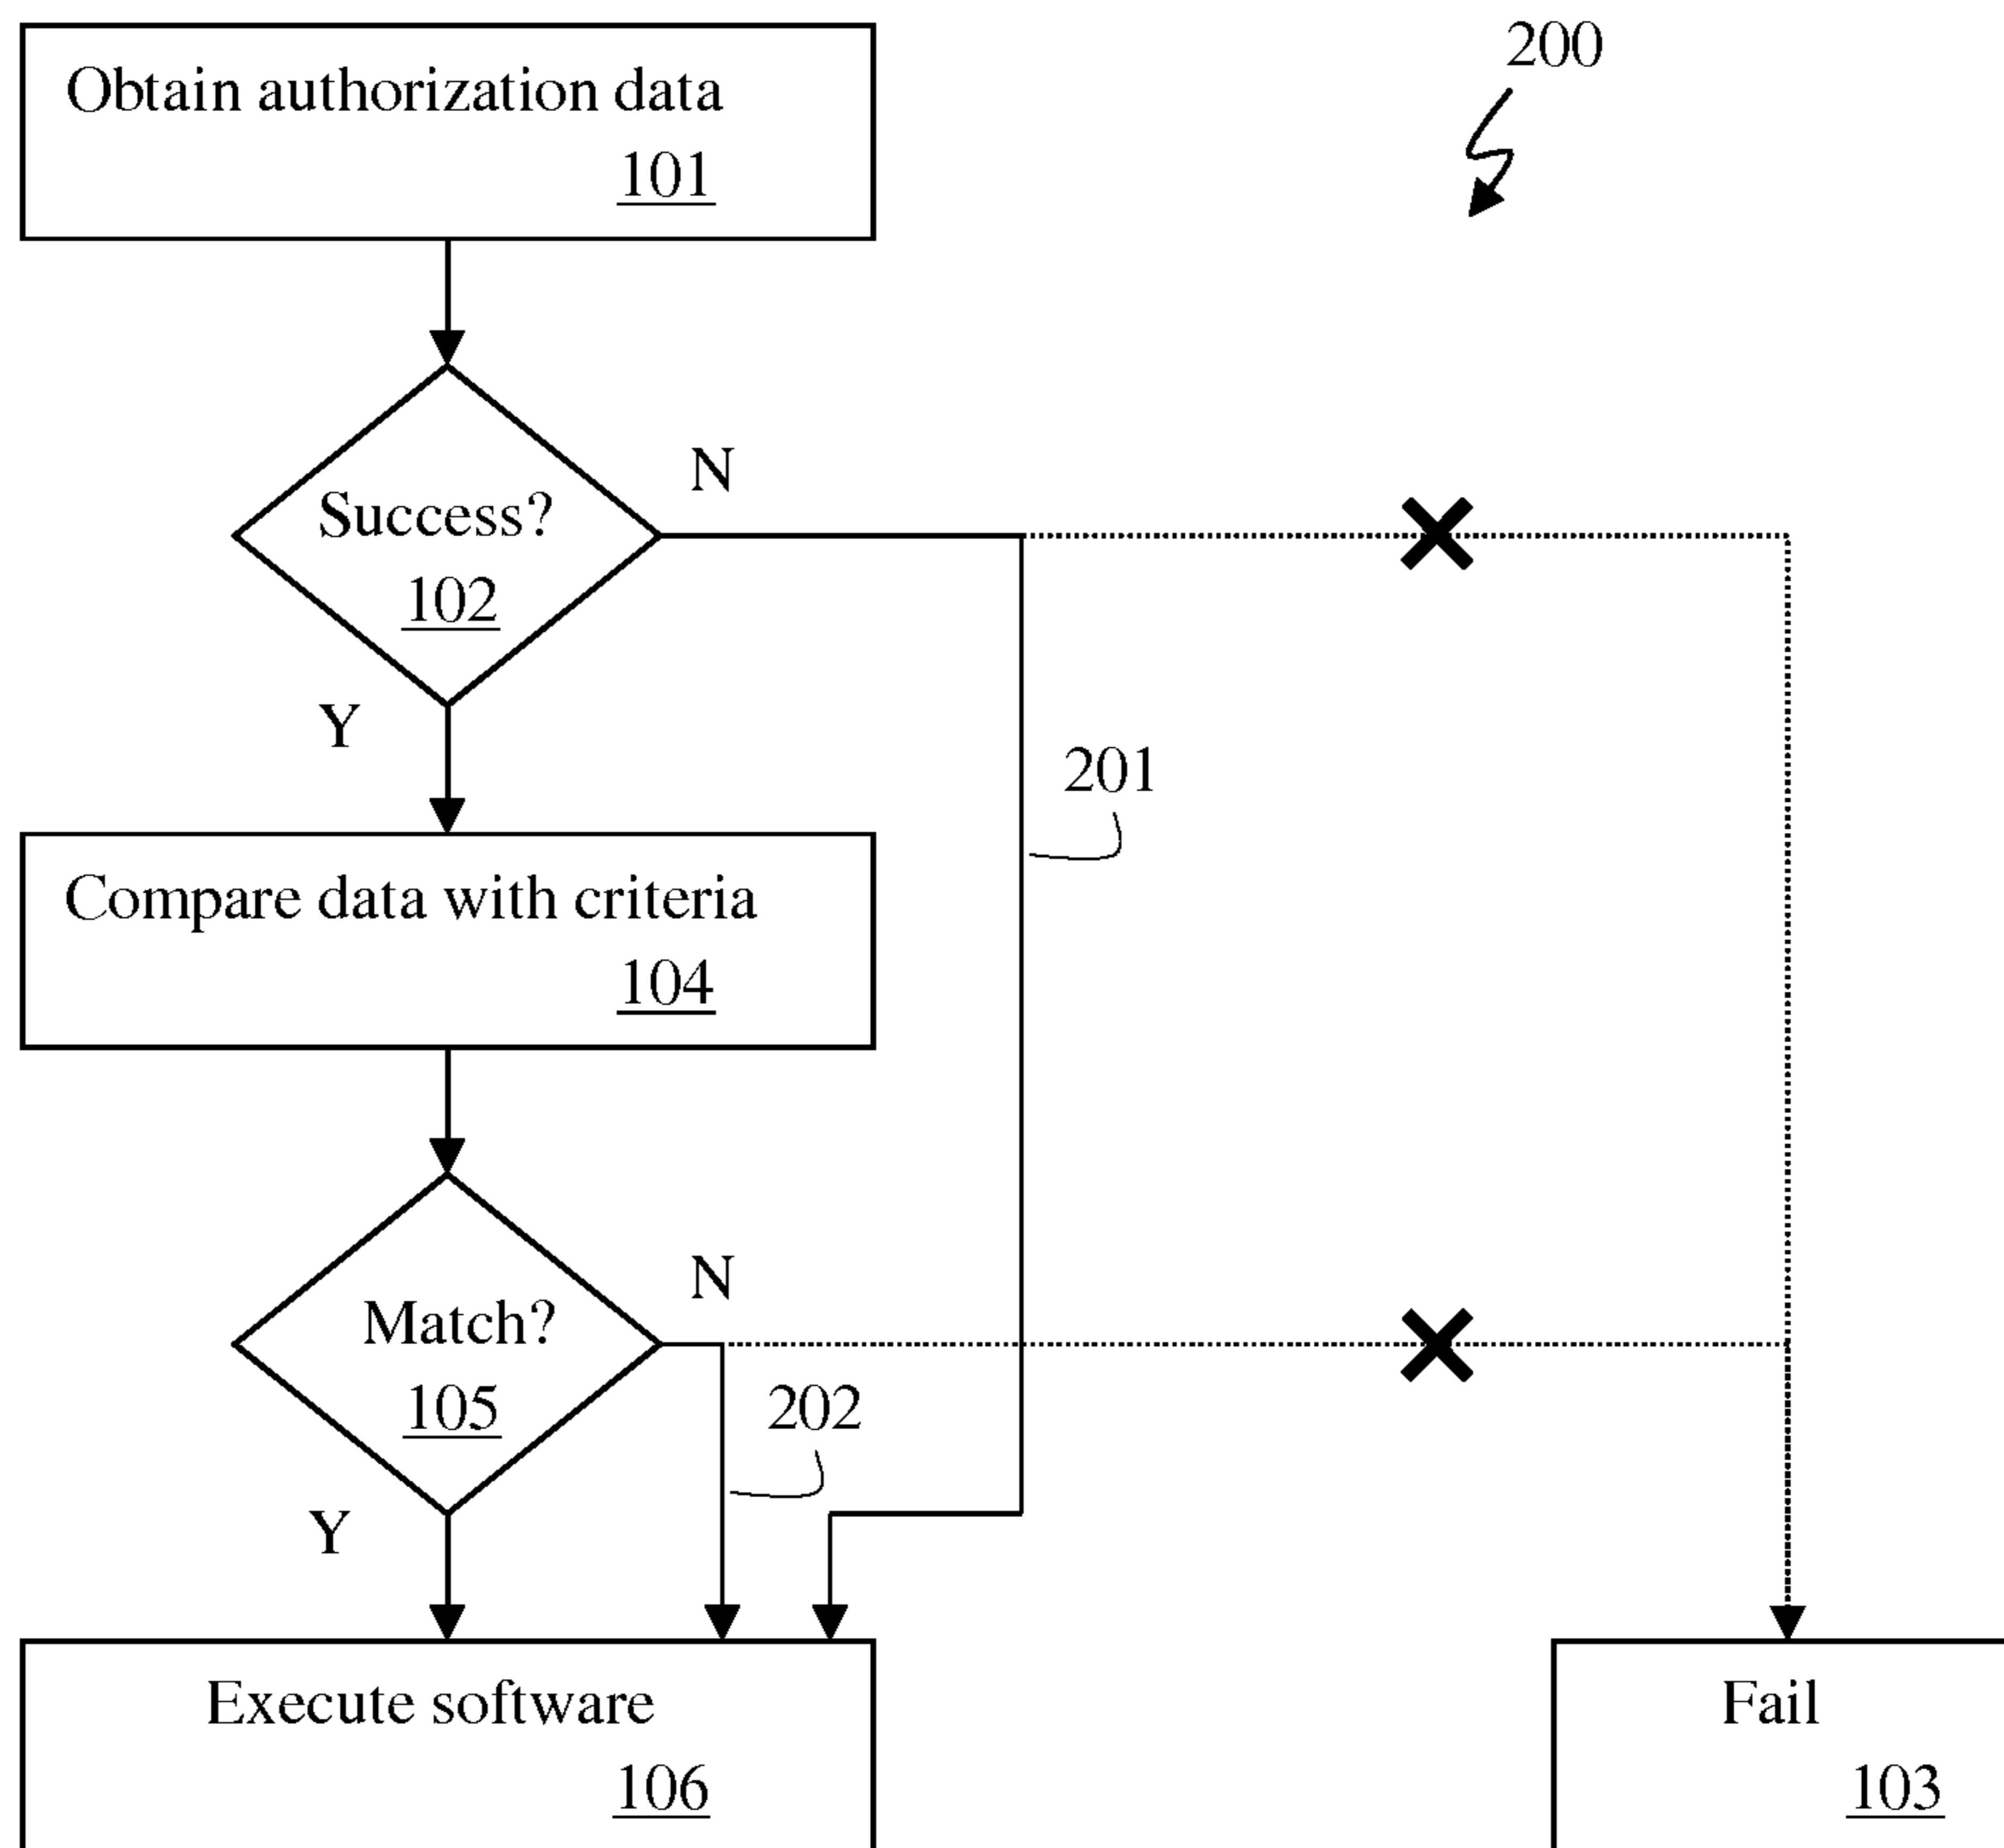 200
Obtain authorization data
101
N
Success?
102
Y
201
Compare data with criteria
104
N
Match?
105
202
Y
Execute software
106
Fail
103